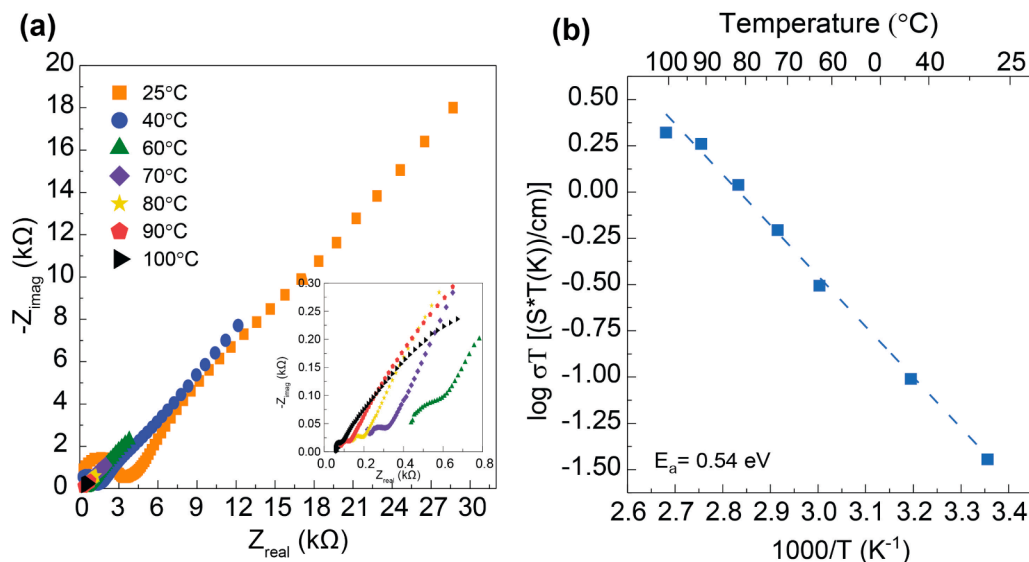 (a)
20
18
16
14
12
10
8
6
4
2
0
-Z_imag (kΩ)
25°C
40°C
60°C
70°C
80°C
90°C
100°C
0.30
0.25
0.20
0.15
0.10
0.05
0.00
-Z_imag (kΩ)
0.0 0.2 0.4 0.6 0.8
Z_real (kΩ)
0 3 6 9 12 15 18 21 24 27 30
Z_real (kΩ)
(b)
Temperature (°C)
100 90 80 70 60 0 40 25
0.50
0.25
0.00
-0.25
-0.50
-0.75
-1.00
-1.25
-1.50
log σT [(S*T(K))/cm)]
E_a= 0.54 eV
2.6 2.7 2.8 2.9 3.0 3.1 3.2 3.3 3.4
1000/T (K⁻¹)